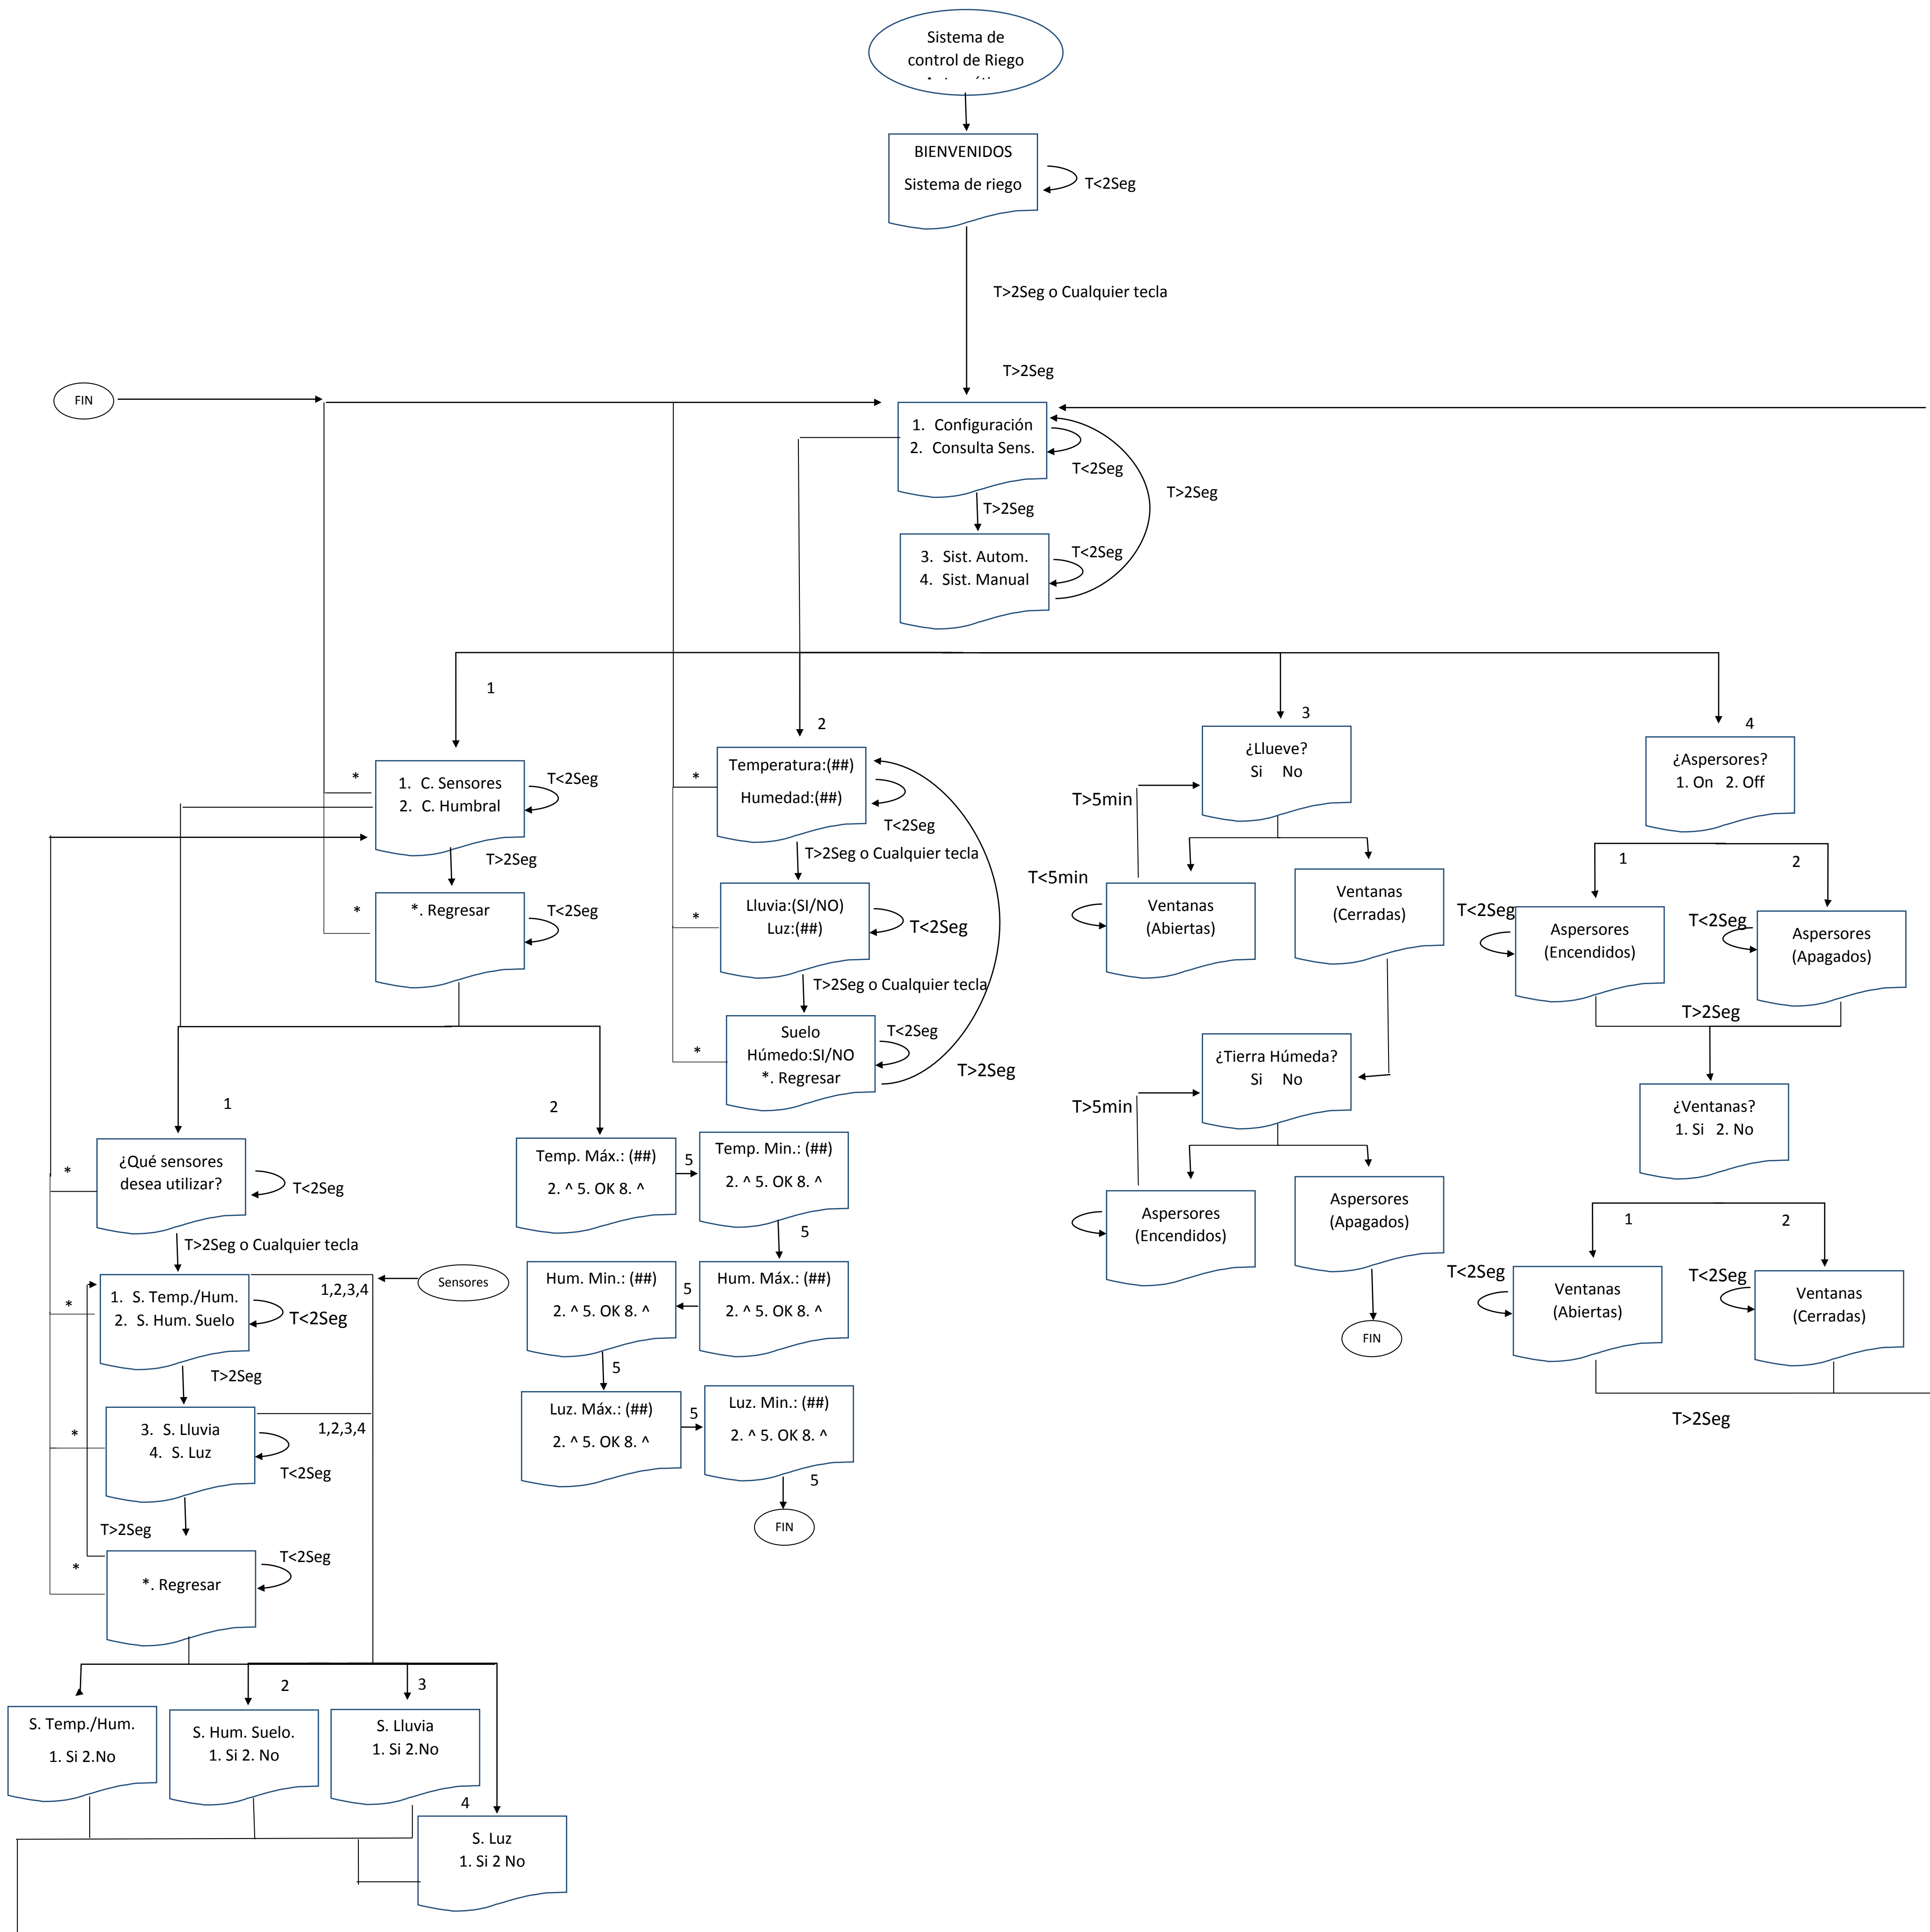 Sistema de
control de Riego
BIENVENIDOS
Sistema de riego
T<2Seg
T>2Seg o Cualquier tecla
T>2Seg
FIN
1. Configuración
2. Consulta Sens.
T<2Seg
T>2Seg
T>2Seg
3. Sist. Autom.
4. Sist. Manual
T<2Seg
1
2
3
4
*
1. C. Sensores
2. C. Humbral
T<2Seg
T>2Seg
*
*. Regresar
T<2Seg
*
Temperatura:(##)
Humedad:(##)
T<2Seg
T>2Seg o Cualquier tecla
*
Lluvia:(SI/NO)
Luz:(##)
T<2Seg
T>2Seg o Cualquier tecla
*
Suelo
Húmedo:SI/NO
*. Regresar
T<2Seg
T>2Seg
¿Llueve?
Si No
T>5min
T<5min
Ventanas
(Abiertas)
Ventanas
(Cerradas)
¿Tierra Húmeda?
Si No
T>5min
Aspersores
(Encendidos)
Aspersores
(Apagados)
FIN
¿Aspersores?
1. On 2. Off
1
2
T<2Seg
Aspersores
(Encendidos)
T<2Seg
Aspersores
(Apagados)
T>2Seg
¿Ventanas?
1. Si 2. No
1
2
T<2Seg
Ventanas
(Abiertas)
T<2Seg
Ventanas
(Cerradas)
T>2Seg
1
2
*
¿Qué sensores
desea utilizar?
T<2Seg
T>2Seg o Cualquier tecla
*
1. S. Temp./Hum.
2. S. Hum. Suelo
1,2,3,4
T<2Seg
Sensores
T>2Seg
*
3. S. Lluvia
4. S. Luz
1,2,3,4
T<2Seg
T>2Seg
*
*. Regresar
T<2Seg
Temp. Máx.: (##)
2. ^ 5. OK 8. ^
5
Temp. Min.: (##)
2. ^ 5. OK 8. ^
5
Hum. Min.: (##)
2. ^ 5. OK 8. ^
5
Hum. Máx.: (##)
2. ^ 5. OK 8. ^
5
Luz. Máx.: (##)
2. ^ 5. OK 8. ^
5
Luz. Min.: (##)
2. ^ 5. OK 8. ^
5
FIN
2
3
S. Temp./Hum.
1. Si 2.No
S. Hum. Suelo.
1. Si 2. No
S. Lluvia
1. Si 2.No
4
S. Luz
1. Si 2 No